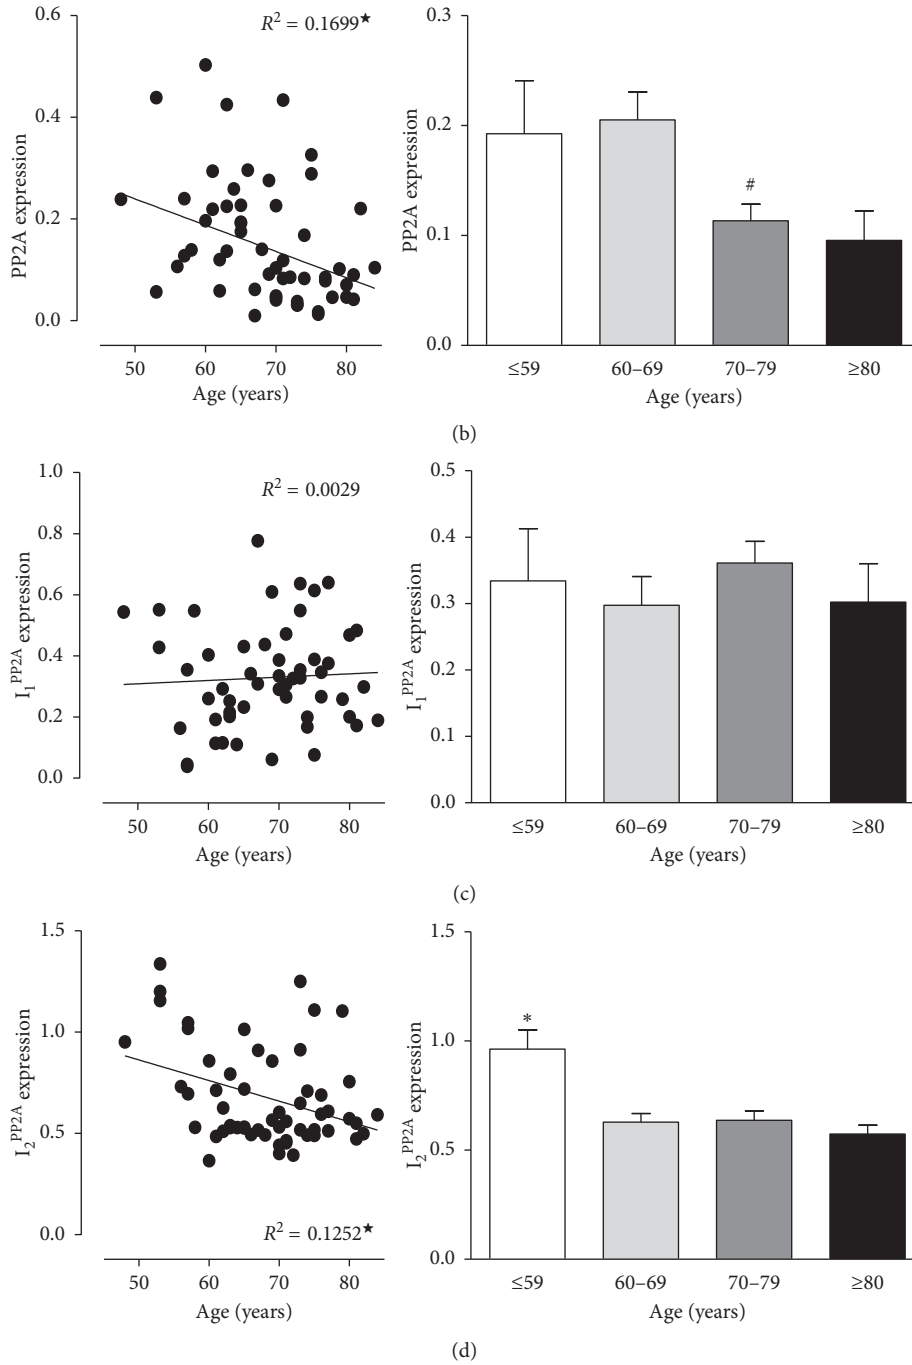 0.6
0.4
0.2
0.0
PP2A expression
R² = 0.1699★
50 60 70 80
Age (years)
0.3
0.2
0.1
0.0
PP2A expression
#
≤59 60–69 70–79 ≥80
Age (years)
(b)
1.0
0.8
0.6
0.4
0.2
0.0
I₁ᴾᴾ²ᴬ expression
R² = 0.0029
50 60 70 80
Age (years)
0.5
0.4
0.3
0.2
0.1
0.0
I₁ᴾᴾ²ᴬ expression
≤59 60–69 70–79 ≥80
Age (years)
(c)
1.5
1.0
0.5
0.0
I₂ᴾᴾ²ᴬ expression
R² = 0.1252★
50 60 70 80
Age (years)
1.5
1.0
0.5
0.0
I₂ᴾᴾ²ᴬ expression
*
≤59 60–69 70–79 ≥80
Age (years)
(d)